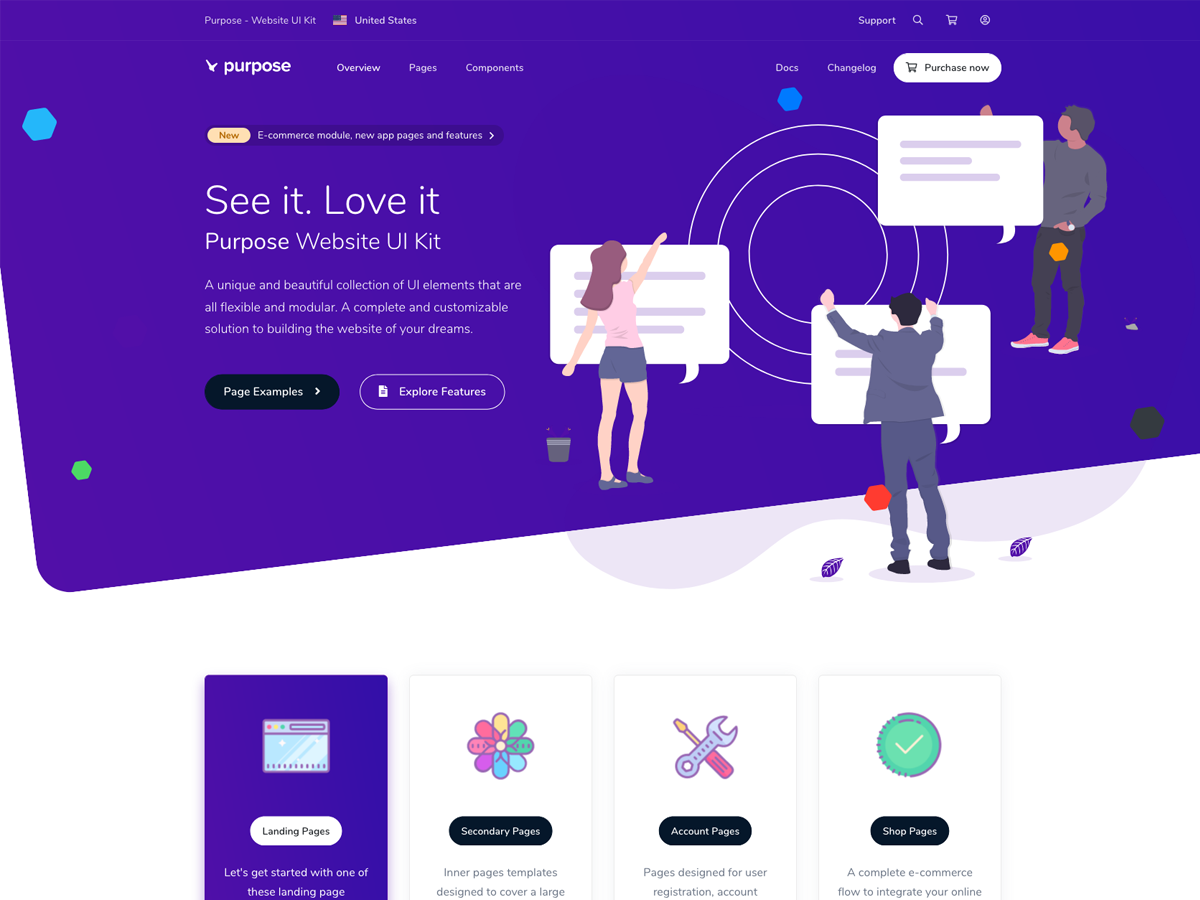 Purpose - Website UI Kit United States Support
purpose Overview Pages Components Docs Changelog Purchase now
New E-commerce module, new app pages and features
See it. Love it
Purpose Website UI Kit
A unique and beautiful collection of UI elements that are
all flexible and modular. A complete and customizable
solution to building the website of your dreams.
Page Examples Explore Features
Landing Pages
Let's get started with one of
these landing page
Secondary Pages
Inner pages templates
designed to cover a large
Account Pages
Pages designed for user
registration, account
Shop Pages
A complete e-commerce
flow to integrate your online